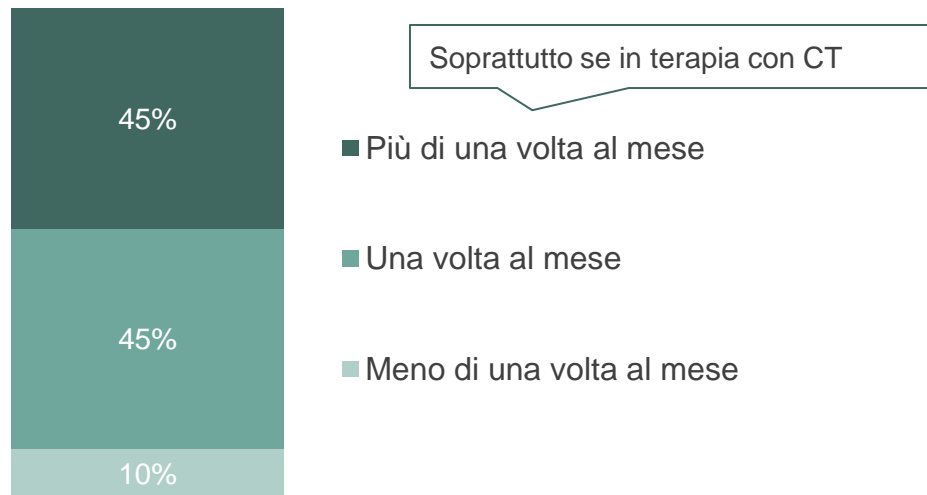 Soprattutto se in terapia con CT
45%
Più di una volta al mese
45%
Una volta al mese
10%
Meno di una volta al mese